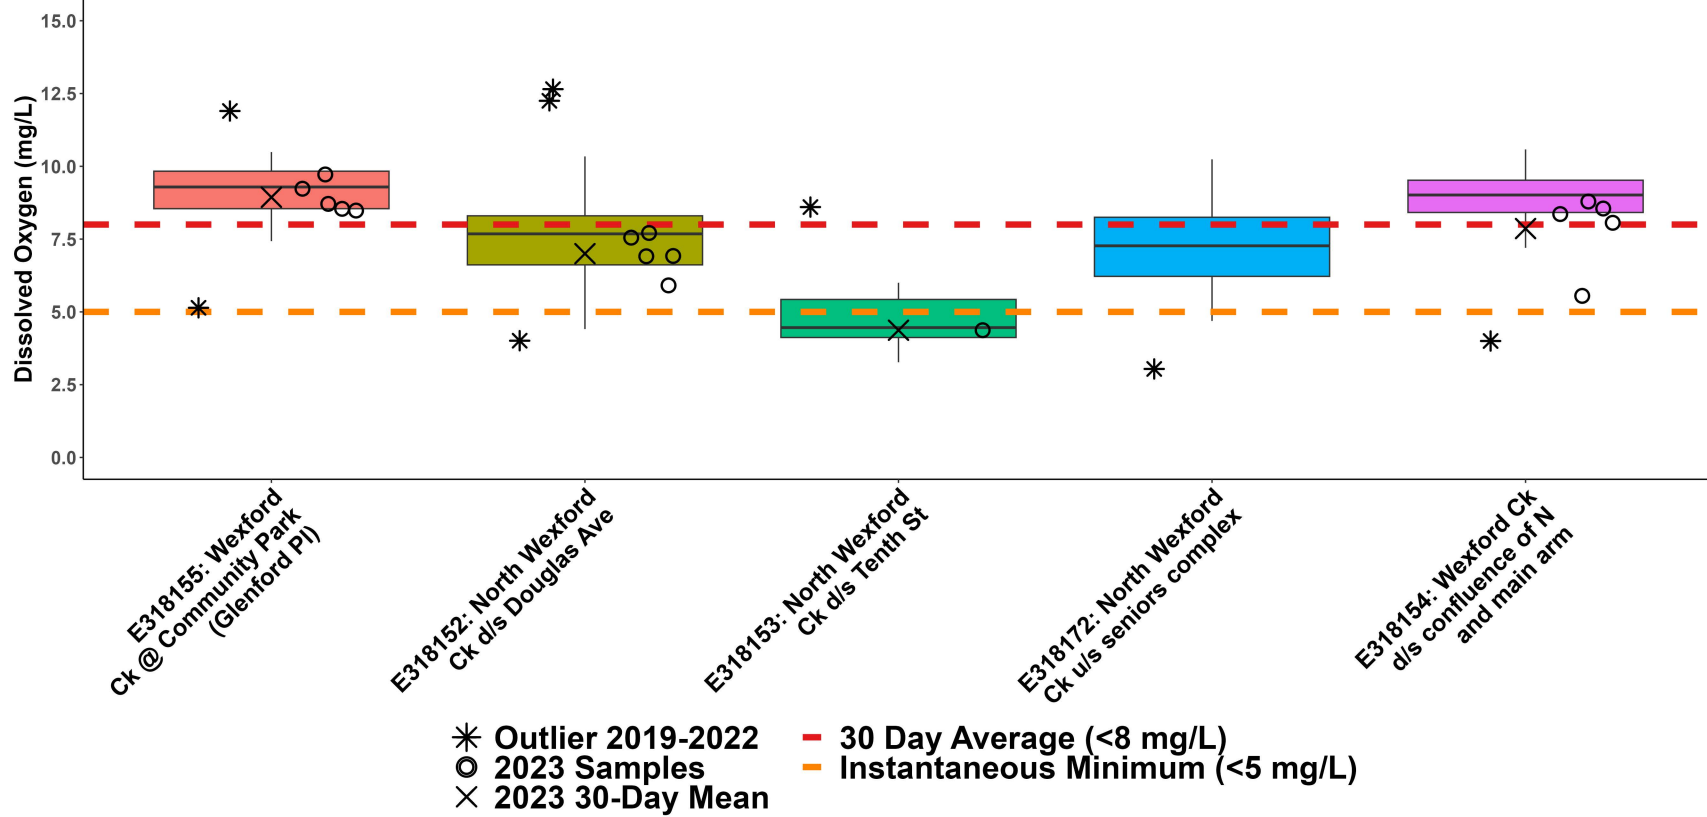 15.0
12.5
10.0
7.5
5.0
2.5
0.0
Dissolved Oxygen (mg/L)
E318155: Wexford
Ck @ Community Park
(Glenford Pl)
E318152: North Wexford
Ck d/s Douglas Ave
E318153: North Wexford
Ck d/s Tenth St
E318172: North Wexford
Ck u/s seniors complex
E318154: Wexford Ck
d/s confluence of N
and main arm
Outlier 2019-2022
2023 Samples
2023 30-Day Mean
30 Day Average (<8 mg/L)
Instantaneous Minimum (<5 mg/L)